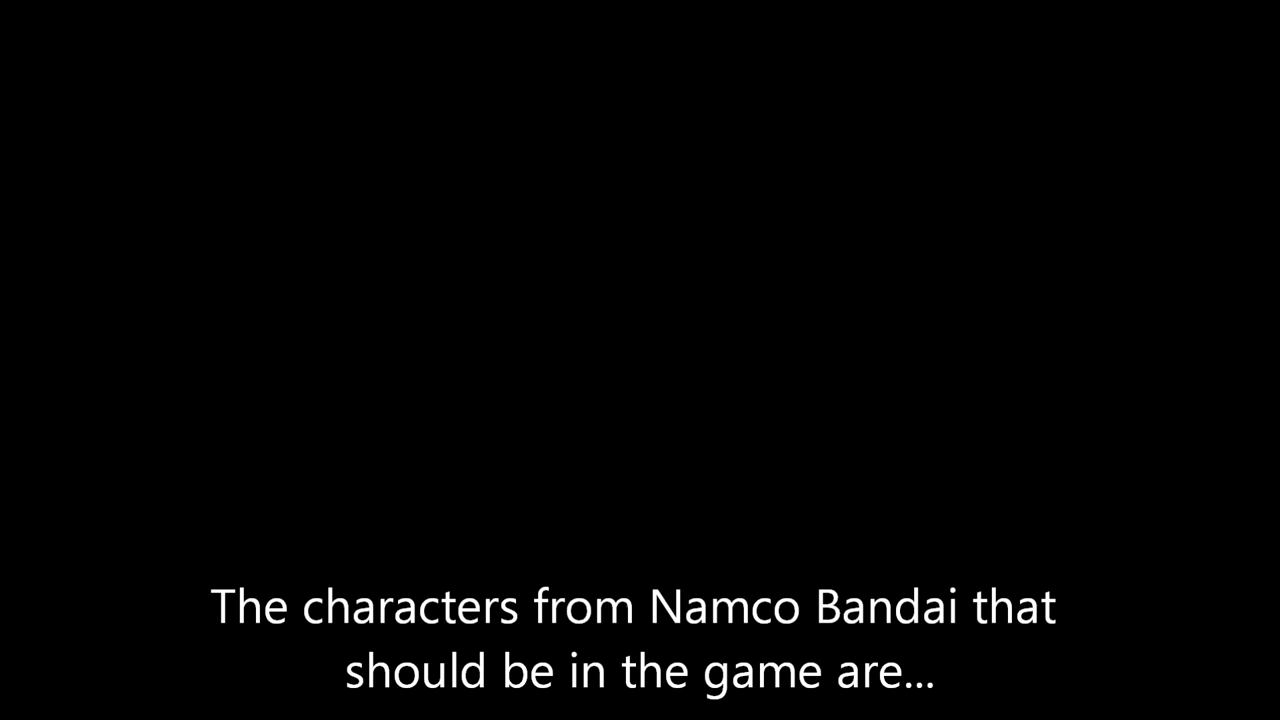 The characters from Namco Bandai that
should be in the game are...